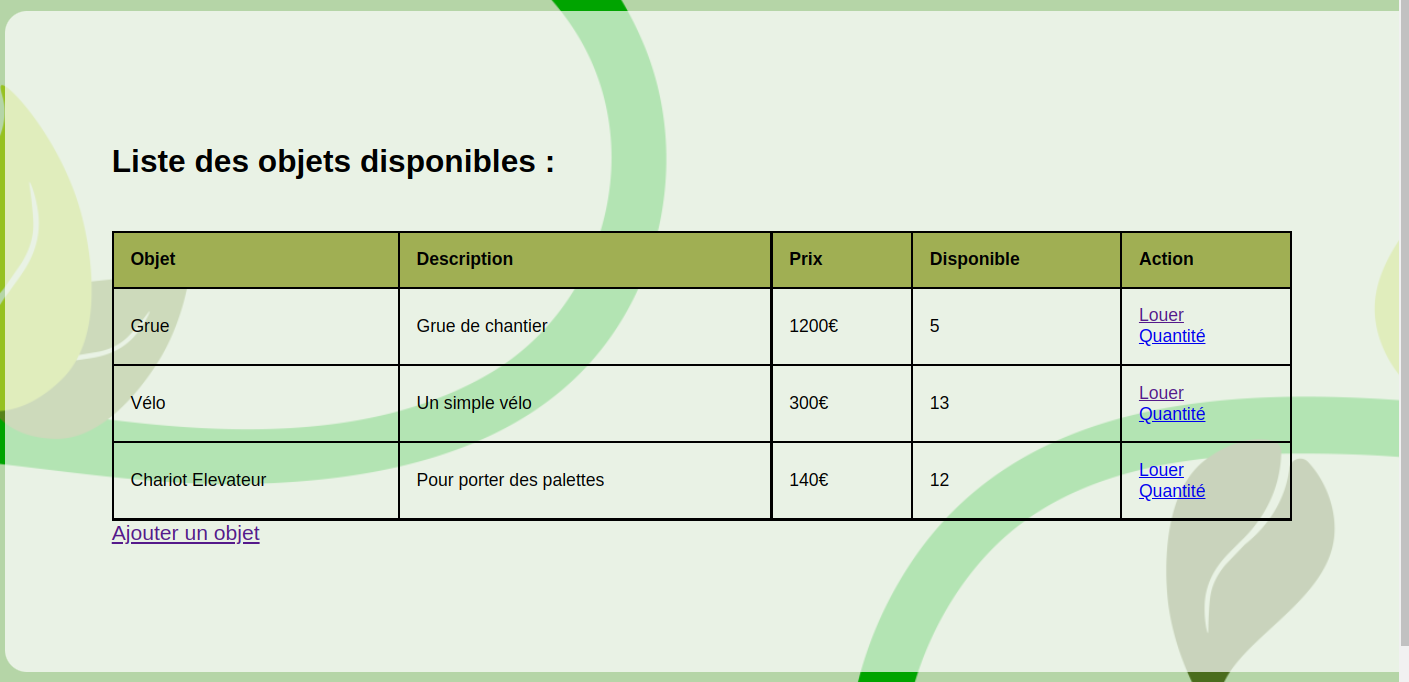 Liste des objets disponibles :
Objet Description Prix Disponible Action
Grue Grue de chantier 1200€ 5 Louer
Quantité
Vélo Un simple vélo 300€ 13 Louer
Quantité
Chariot Elevateur Pour porter des palettes 140€ 12 Louer
Quantité
Ajouter un objet